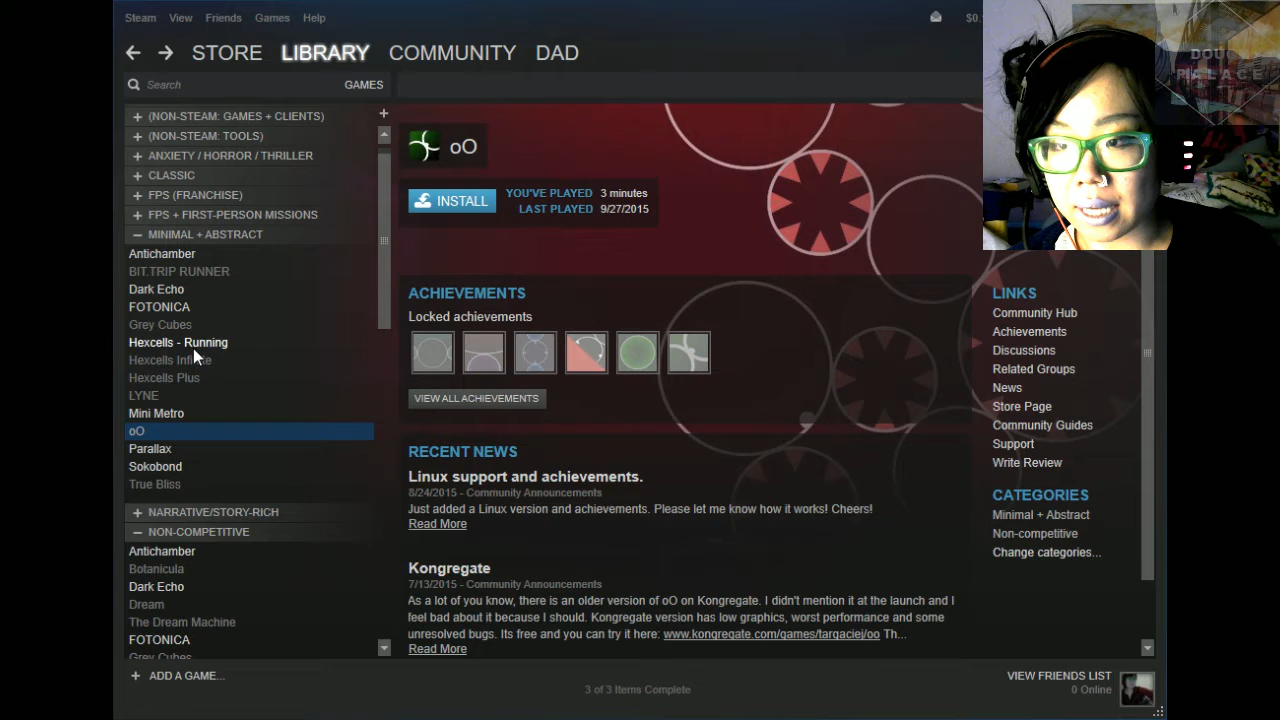 Steam View Friends Games Help
$0.
STORE LIBRARY COMMUNITY DAD
Search GAMES
(NON-STEAM: GAMES + CLIENTS)
(NON-STEAM: TOOLS)
ANXIETY / HORROR / THRILLER
CLASSIC
FPS (FRANCHISE)
FPS + FIRST-PERSON MISSIONS
MINIMAL + ABSTRACT
Antichamber
BIT.TRIP RUNNER
Dark Echo
FOTONICA
Grey Cubes
Hexcells - Running
Hexcells Infinite
Hexcells Plus
LYNE
Mini Metro
oO
Parallax
Sokobond
True Bliss
NARRATIVE/STORY-RICH
NON-COMPETITIVE
Antichamber
Botanicula
Dark Echo
Dream
The Dream Machine
FOTONICA
Grey Cubes
+ ADD A GAME...
oO
INSTALL
YOU'VE PLAYED 3 minutes
LAST PLAYED 9/27/2015
ACHIEVEMENTS
Locked achievements
VIEW ALL ACHIEVEMENTS
RECENT NEWS
Linux support and achievements.
8/24/2015 - Community Announcements
Just added a Linux version and achievements. Please let me know how it works! Cheers!
Read More
Kongregate
7/13/2015 - Community Announcements
As a lot of you know, there is an older version of oO on Kongregate. I didn't mention it at the launch and I
feel bad about it because I should. Kongregate version has low graphics, worst performance and some
unresolved bugs. Its free and you can try it here: www.kongregate.com/games/targaciej/oo Th...
Read More
LINKS
Community Hub
Achievements
Discussions
Related Groups
News
Store Page
Community Guides
Support
Write Review
CATEGORIES
Minimal + Abstract
Non-competitive
Change categories...
3 of 3 Items Complete
VIEW FRIENDS LIST
0 Online